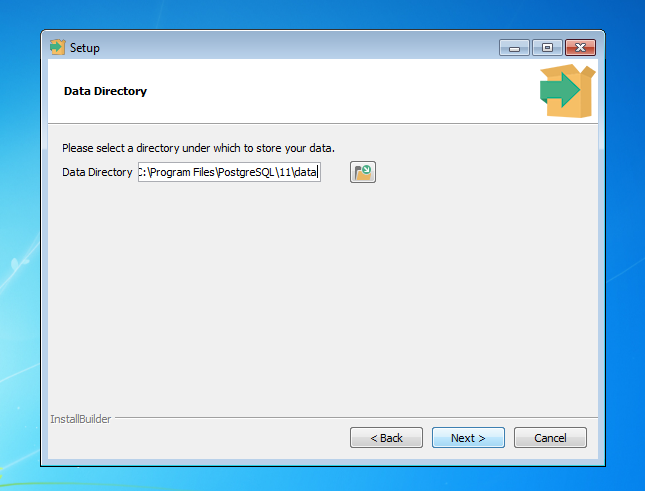 Setup
Data Directory
Please select a directory under which to store your data.
Data Directory C:\Program Files\PostgreSQL\11\data
InstallBuilder
< Back Next > Cancel